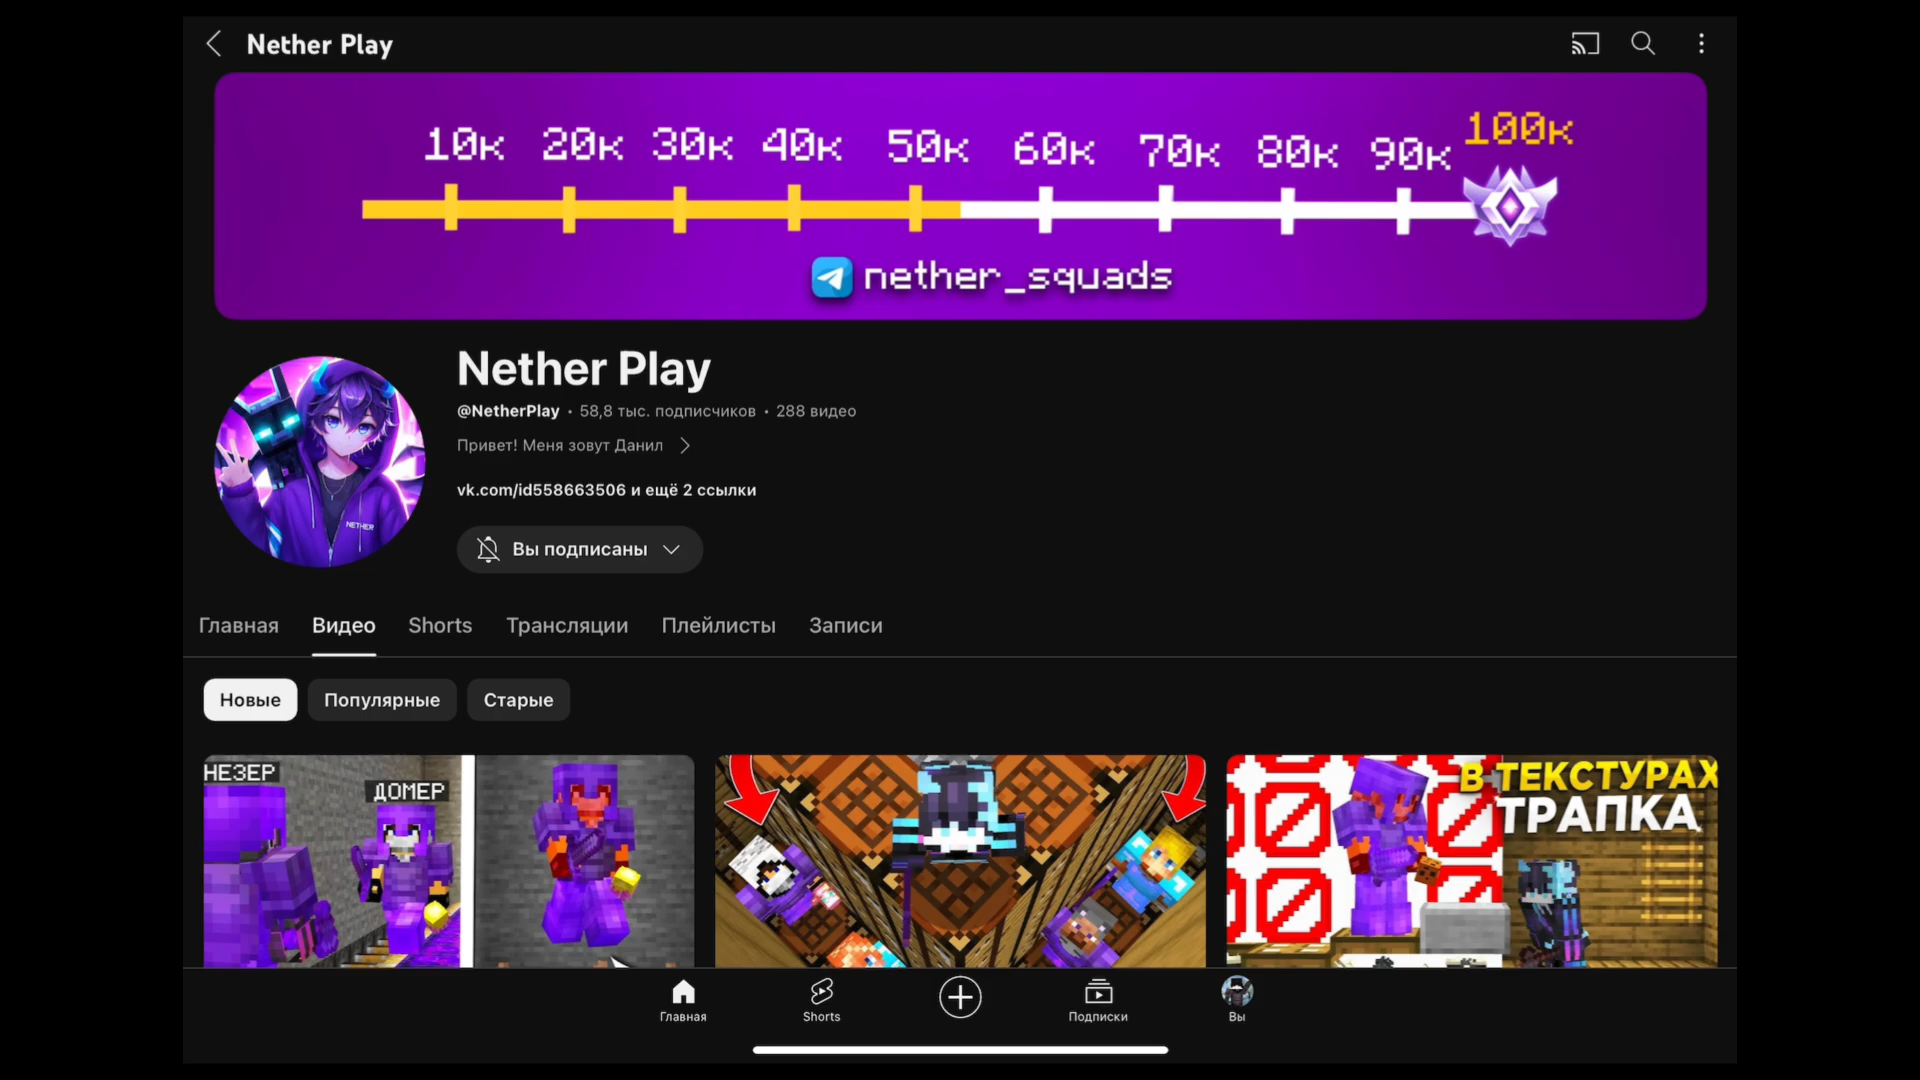 Nether Play
10к 20к 30к 40к 50к 60к 70к 80к 90к 100к
nether_squads
Nether Play
@NetherPlay • 58,8 тыс. подписчиков • 288 видео
Привет! Меня зовут Данил
vk.com/id558663506 и ещё 2 ссылки
NETHER
Вы подписаны
Главная Видео Shorts Трансляции Плейлисты Записи
Новые Популярные Старые
НЕЗЕР
ДОМЕР
В ТЕКСТУРАХ
ТРАПКА
Главная Shorts Подписки Вы